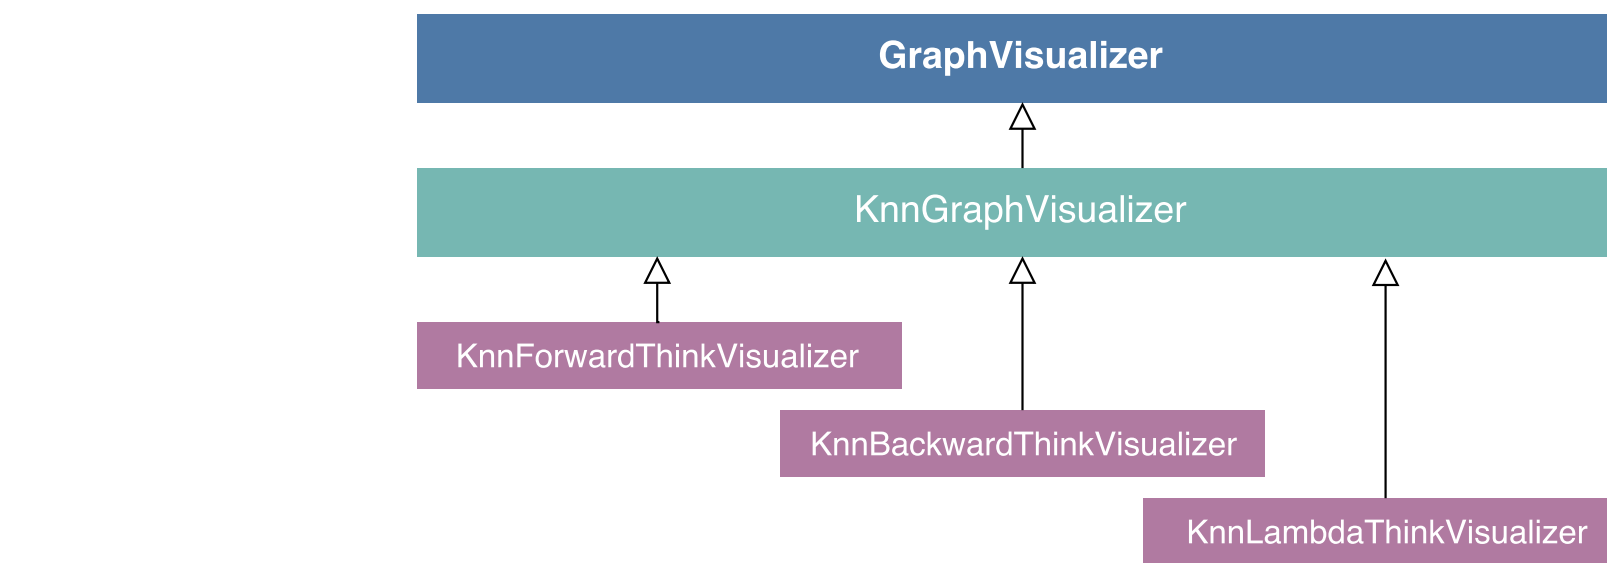 GraphVisualizer
KnnGraphVisualizer
KnnForwardThinkVisualizer
KnnBackwardThinkVisualizer
KnnLambdaThinkVisualizer